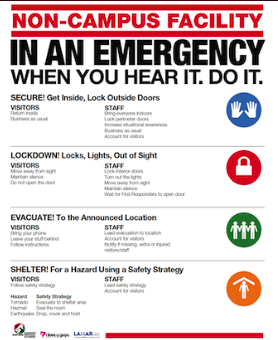 NON-CAMPUS FACILITY
IN AN EMERGENCY
WHEN YOU HEAR IT. DO IT.
SECURE! Get Inside, Lock Outside Doors
VISITORS
Return inside
Business as usual
STAFF
Bring everyone indoors
Lock perimeter doors
Increase situational awareness
Business as usual
Account for visitors
LOCKDOWN! Locks, Lights, Out of Sight
VISITORS
Move away from sight
Maintain silence
Do not open the door
STAFF
Lock interior doors
Turn out the lights
Move away from sight
Maintain silence
Wait for First Responders to open door
EVACUATE! To the Announced Location
VISITORS
Bring your phone
Leave your stuff behind
Follow instructions
STAFF
Lead evacuation to location
Account for visitors
Notify if missing, extra or injured
visitors/staff
SHELTER! For a Hazard Using a Safety Strategy
VISITORS
Follow safety strategy
STAFF
Lead safety strategy
Account for visitors
Hazard Safety Strategy
Tornado Evacuate to shelter area
Hazmat Seal the room
Earthquake Drop, cover and hold
i love u guys